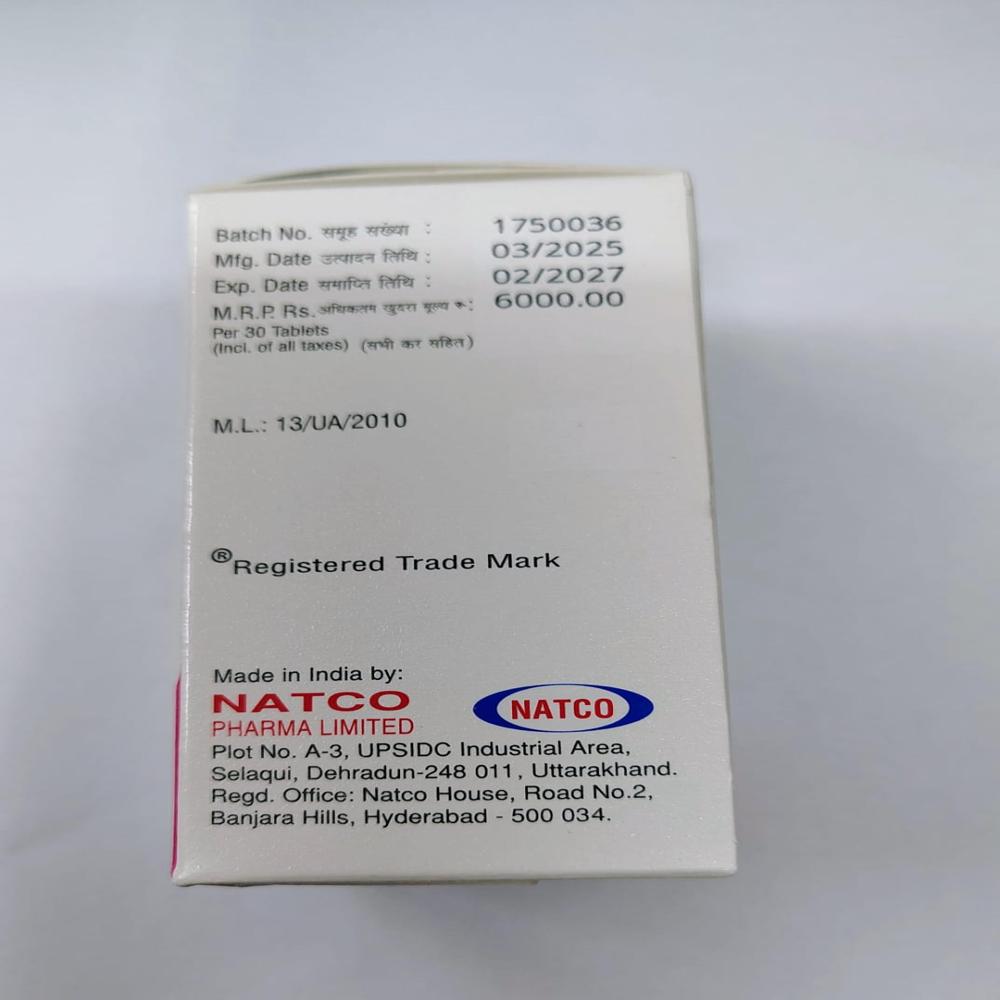 Batch No. समूह संख्या : 1750036
Mfg. Date उत्पादन तिथि : 03/2025
Exp. Date समाप्ति तिथि : 02/2027
M.R.P. Rs. अधिकतम खुदरा मूल्य रू: 6000.00
Per 30 Tablets
(Incl. of all taxes) (सभी कर सहित)
M.L.: 13/UA/2010
®Registered Trade Mark
Made in India by:
NATCO
PHARMA LIMITED
NATCO
Plot No. A-3, UPSIDC Industrial Area,
Selaqui, Dehradun-248 011, Uttarakhand.
Regd. Office: Natco House, Road No.2,
Banjara Hills, Hyderabad - 500 034.